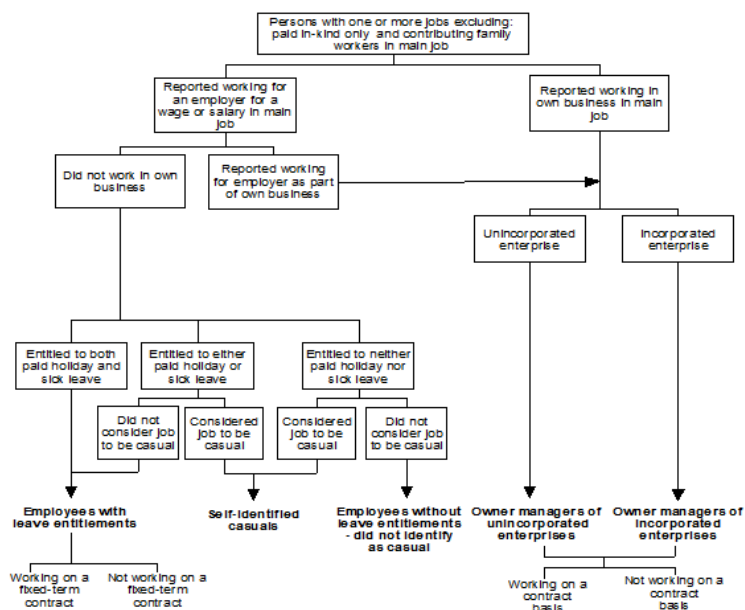 Persons with one or more jobs excluding:
paid in-kind only and contributing family
workers in main job
Reported working for
an employer for a
wage or salary in main
job
Reported working in
own business in main
job
Did not work in own
business
Reported working
for employer as part
of own business
Unincorporated
enterprise
Incorporated
enterprise
Entitled to both
paid holiday and
sick leave
Entitled to either
paid holiday or
sick leave
Entitled to neither
paid holiday nor
sick leave
Did not
consider job
to be casual
Considered
job to be
casual
Considered
job to be
casual
Did not
consider job
to be casual
Employees with
leave entitlements
Self-identified
casuals
Employees without
leave entitlements
- did not identify
as casual
Owner managers of
unincorporated
enterprises
Owner managers of
incorporated
enterprises
Working on a
fixed-term
contract
Not working on a
fixed-term
contract
Working on a
contract
basis
Not working on a
contract
basis